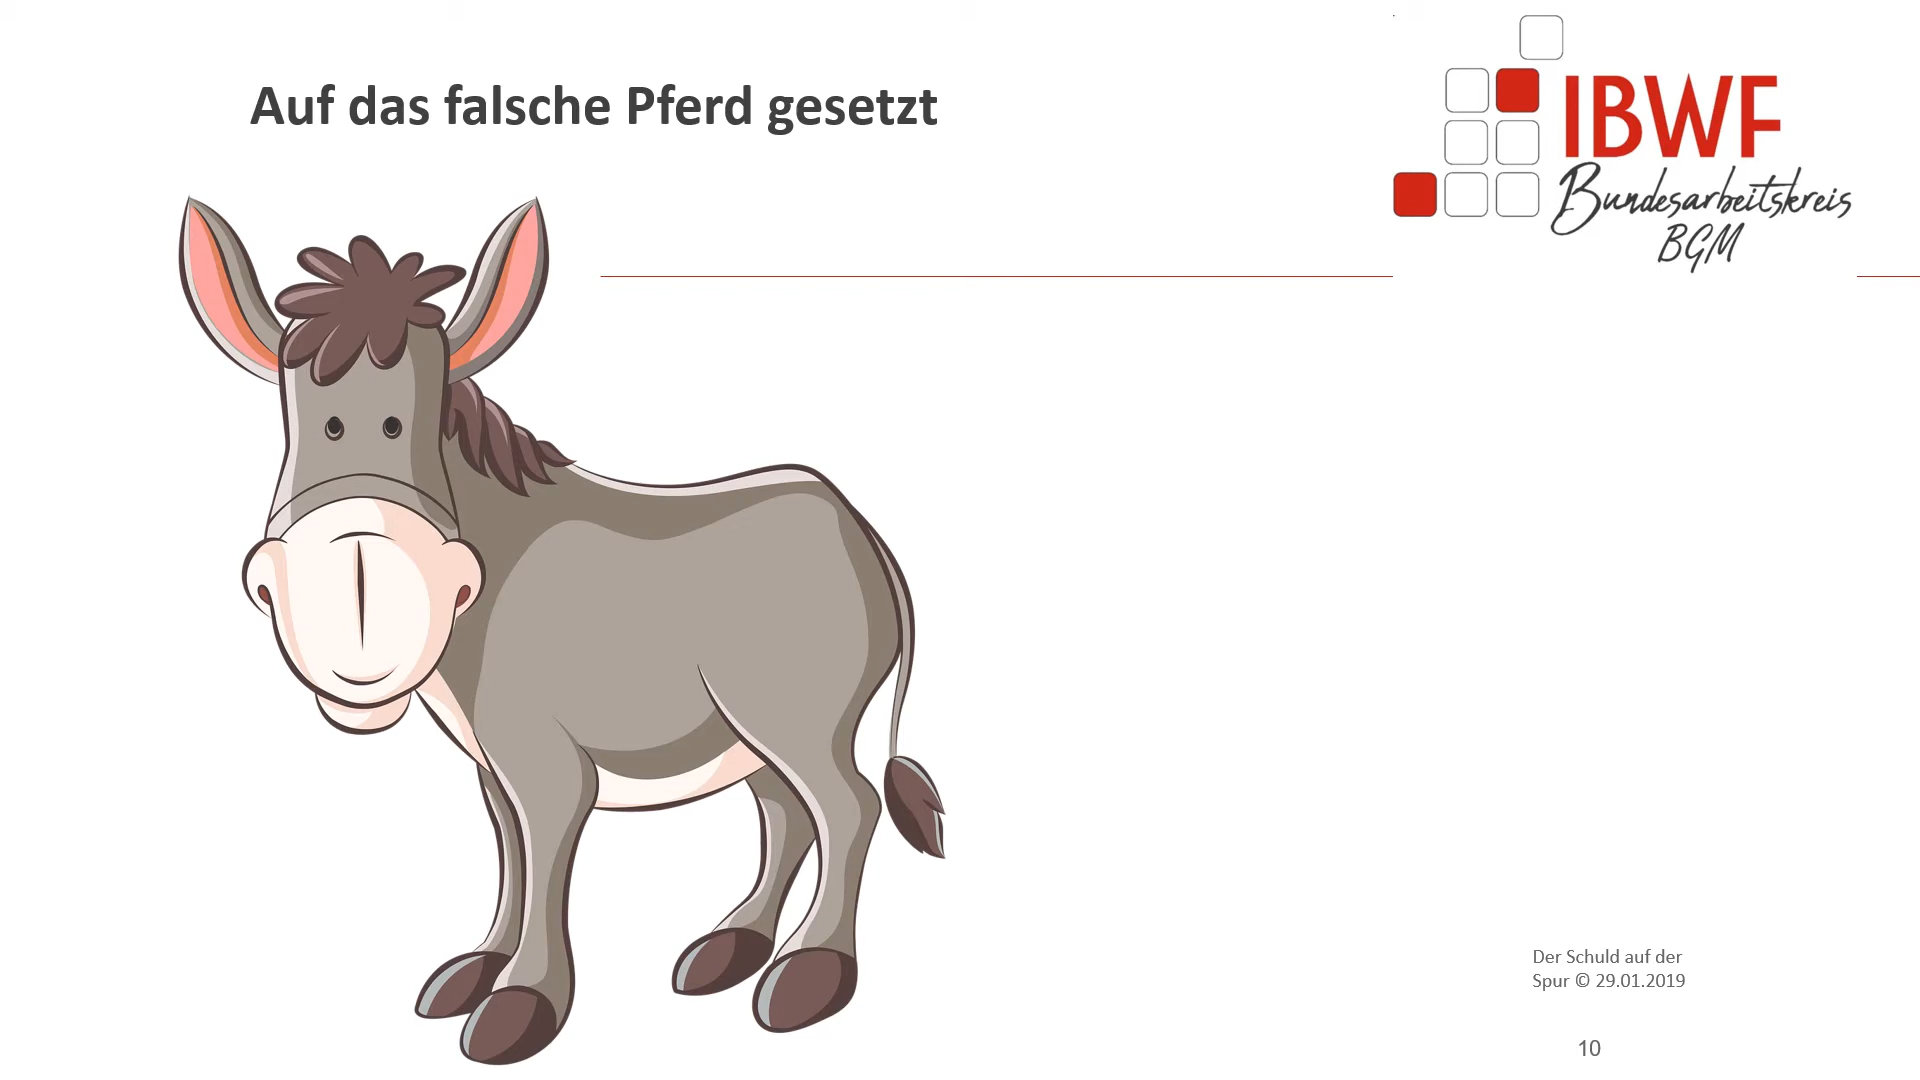 Auf das falsche Pferd gesetzt
IBWF
Bundesarbeitskreis
BGM
Der Schuld auf der
Spur © 29.01.2019
10